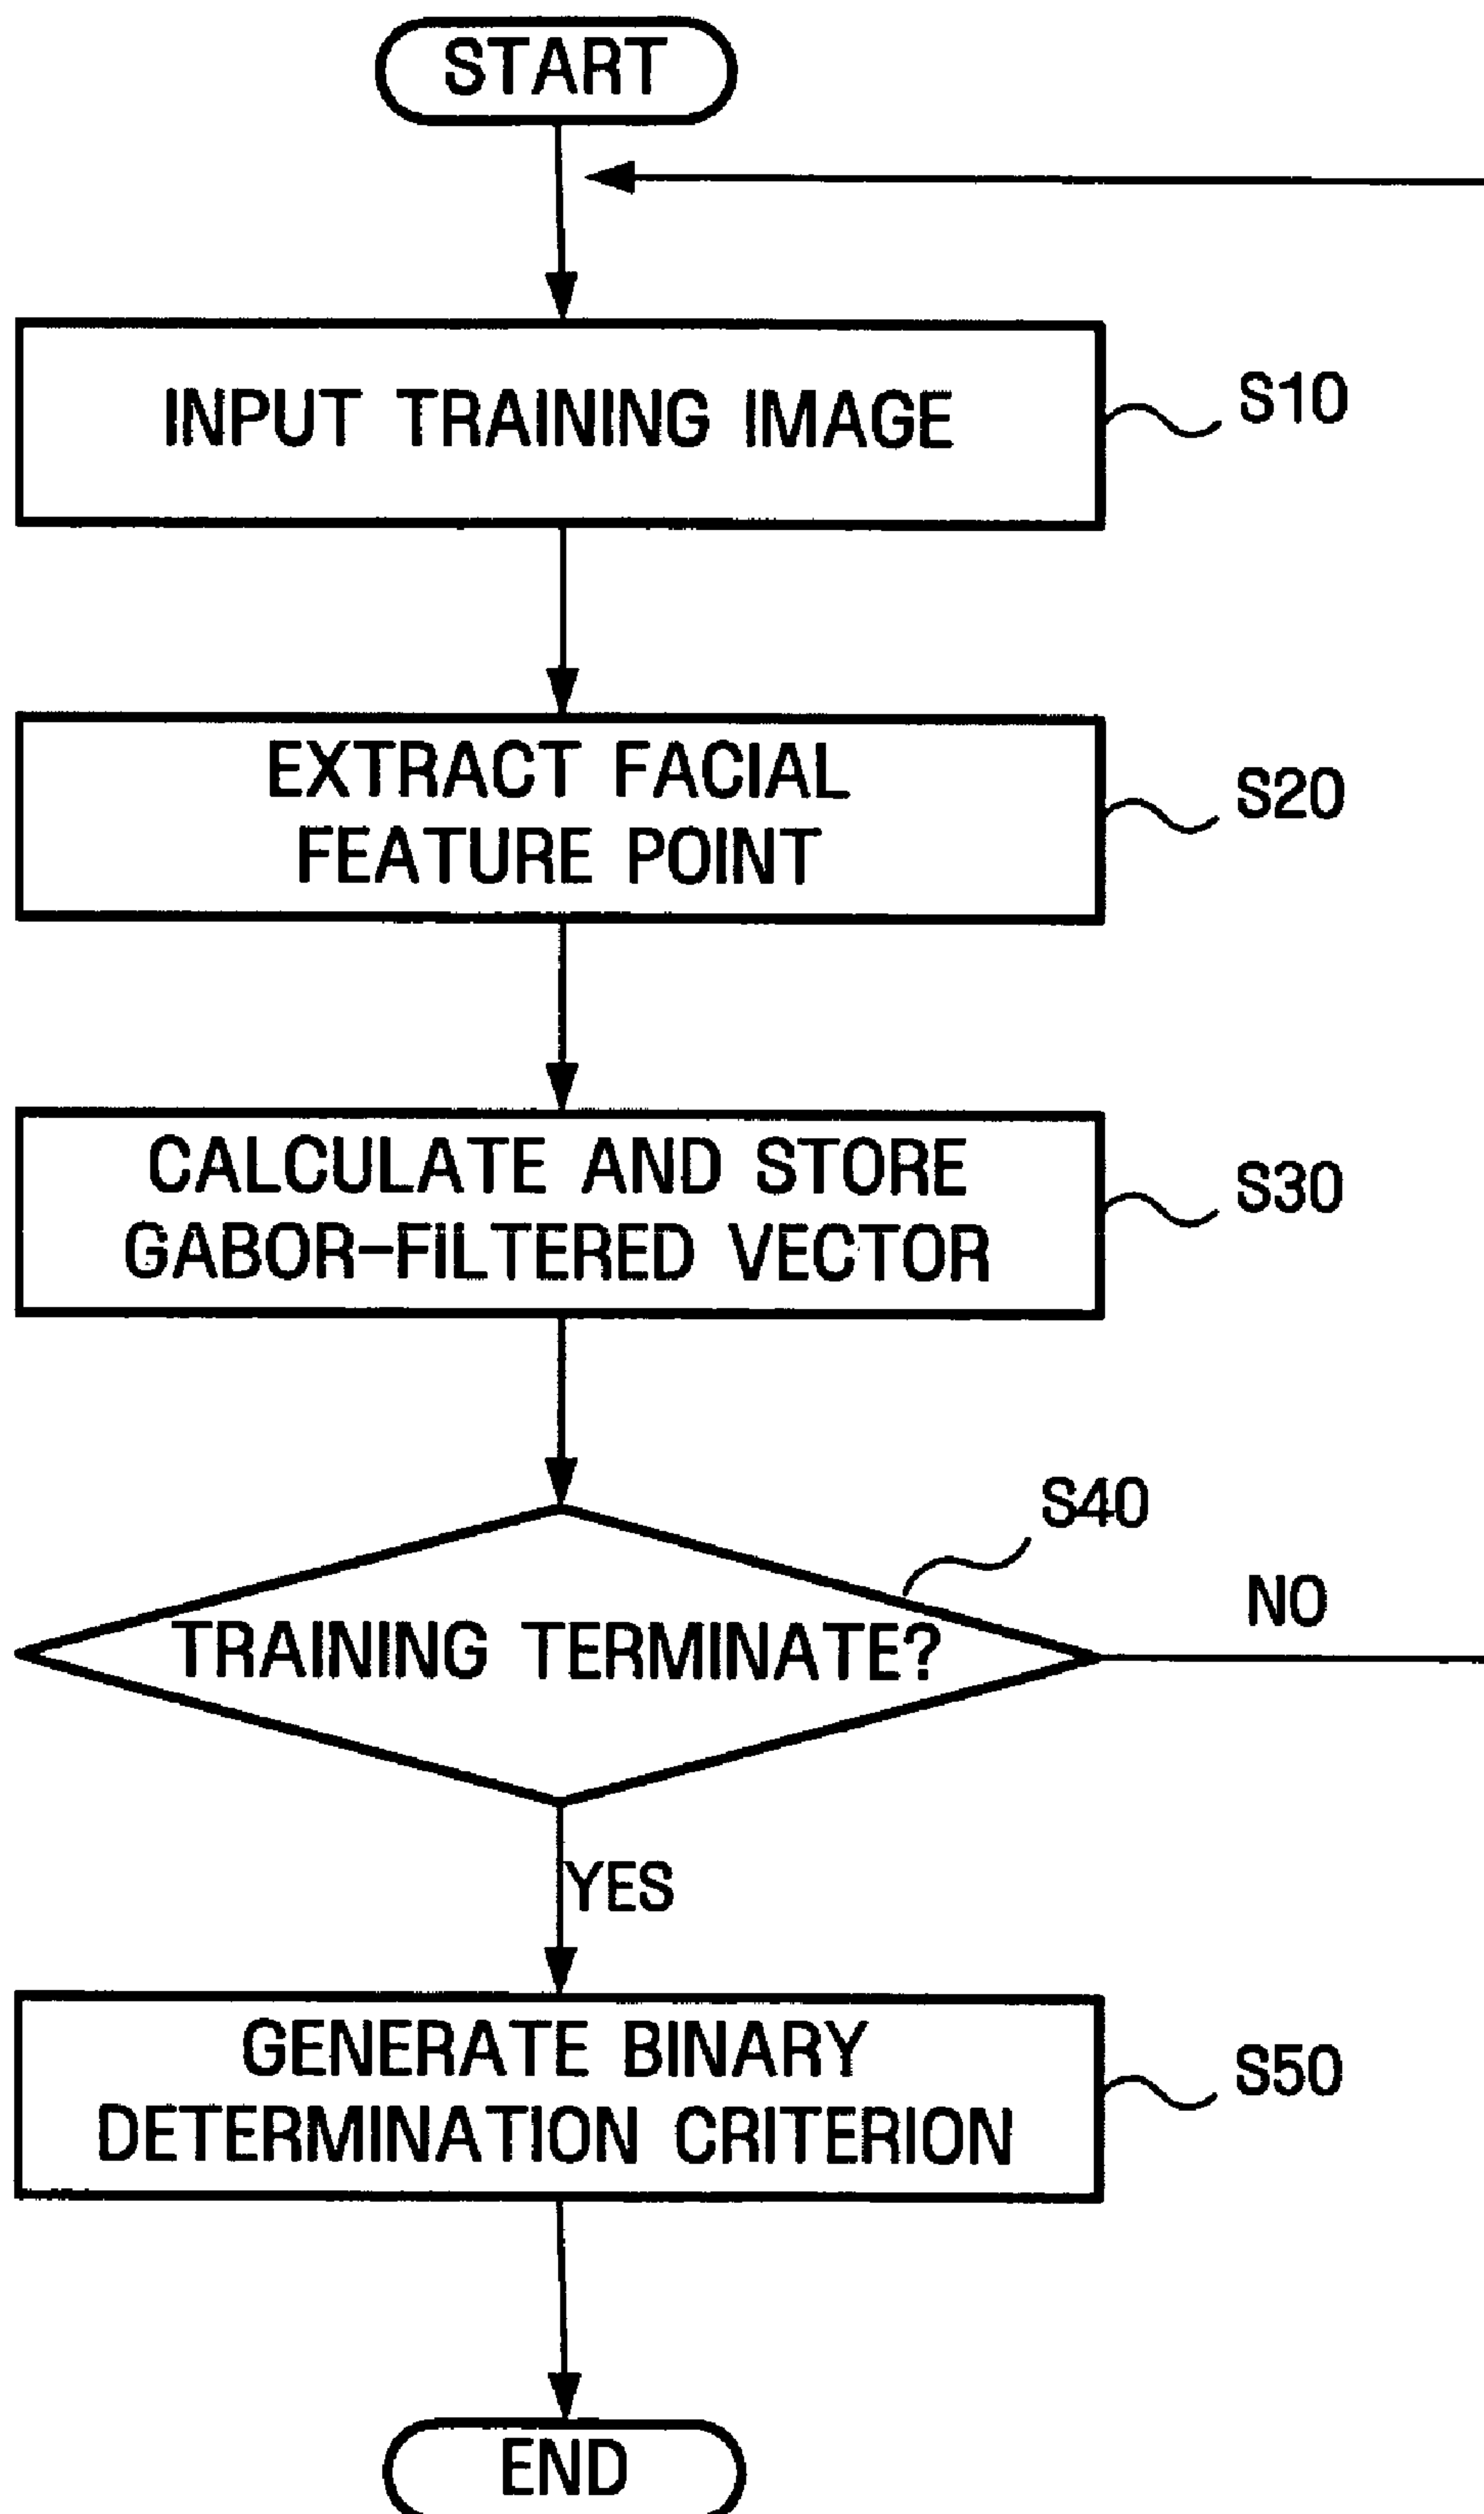 START
INPUT TRAINING IMAGE
S10
EXTRACT FACIAL
FEATURE POINT
S20
CALCULATE AND STORE
GABOR-FILTERED VECTOR
S30
S40
TRAINING TERMINATE?
NO
YES
GENERATE BINARY
DETERMINATION CRITERION
S50
END